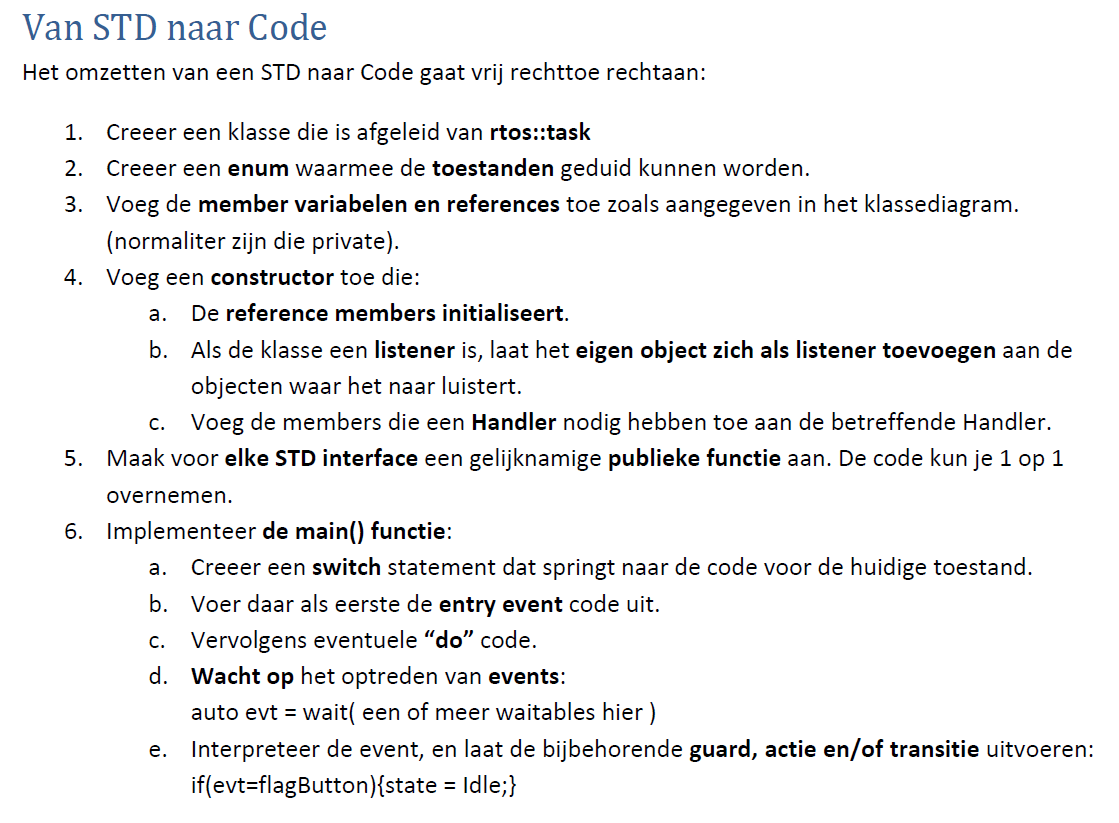 Van STD naar Code
Het omzetten van een STD naar Code gaat vrij rechttoe rechtaan:
1. Creeer een klasse die is afgeleid van rtos::task
2. Creeer een enum waarmee de toestanden geduid kunnen worden.
3. Voeg de member variabelen en references toe zoals aangegeven in het klassediagram.
(normaliter zijn die private).
4. Voeg een constructor toe die:
a. De reference members initialiseert.
b. Als de klasse een listener is, laat het eigen object zich als listener toevoegen aan de
objecten waar het naar luistert.
c. Voeg de members die een Handler nodig hebben toe aan de betreffende Handler.
5. Maak voor elke STD interface een gelijknamige publieke functie aan. De code kun je 1 op 1
overnemen.
6. Implementeer de main() functie:
a. Creeer een switch statement dat springt naar de code voor de huidige toestand.
b. Voer daar als eerste de entry event code uit.
c. Vervolgens eventuele “do” code.
d. Wacht op het optreden van events:
auto evt = wait( een of meer waitables hier )
e. Interpreteer de event, en laat de bijbehorende guard, actie en/of transitie uitvoeren:
if(evt=flagButton){state = Idle;}